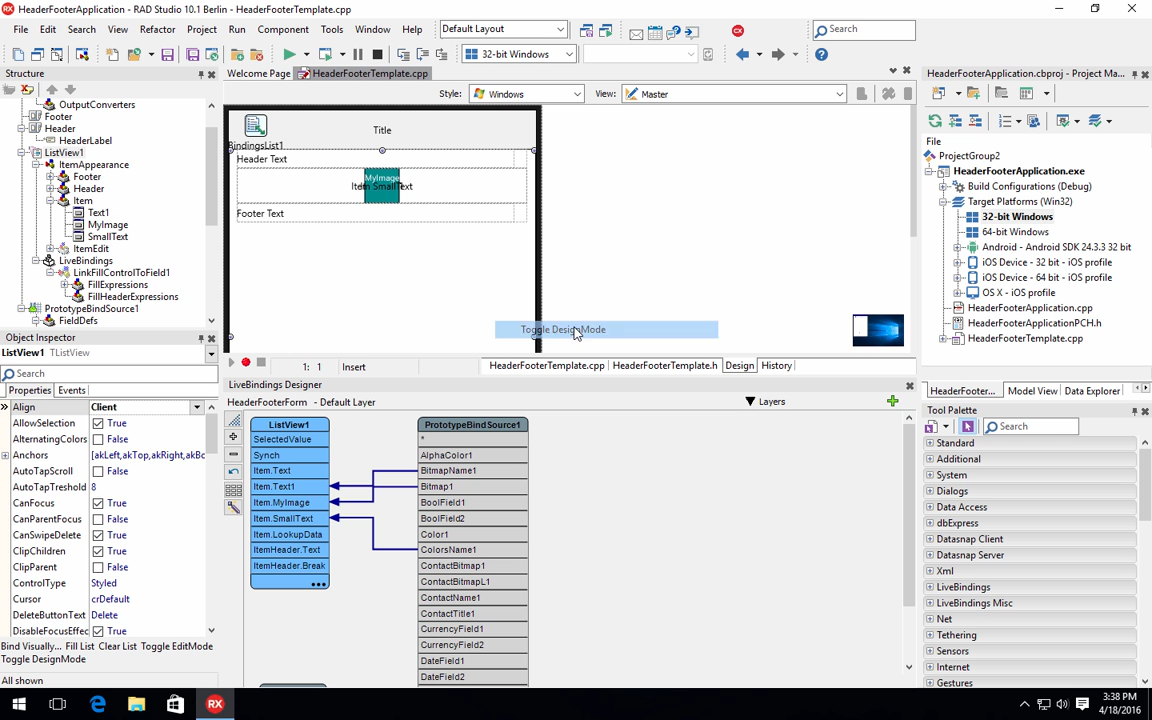 HeaderFooterApplication - RAD Studio 10.1 Berlin - HeaderFooterTemplate.cpp
File Edit Search View Refactor Project Run Component Tools Window Help
Default Layout
Search
32-bit Windows
Structure
OutputConverters
Footer
Header
HeaderLabel
ListView1
ItemAppearance
Footer
Header
Item
Text1
MyImage
SmallText
ItemEdit
LiveBindings
LinkFillControlToField1
FillExpressions
FillHeaderExpressions
PrototypeBindSource1
FieldDefs
Object Inspector
ListView1 TListView
Search
Properties Events
Align Client
AllowSelection True
AlternatingColors False
Anchors [akLeft,akTop,akRight,akBc
AutoTapScroll False
AutoTapTreshold 8
CanFocus True
CanParentFocus False
CanSwipeDelete True
ClipChildren True
ClipParent False
ControlType Styled
Cursor crDefault
DeleteButtonText Delete
DisableFocusEffec True
Bind Visually... Fill List Clear List Toggle EditMode
Toggle DesignMode
All shown
Welcome Page HeaderFooterTemplate.cpp
Style: Windows View: Master
Title
BindingsList1
Header Text
MyImage
Item SmallText
Footer Text
Toggle DesignMode
1: 1 Insert
HeaderFooterTemplate.cpp HeaderFooterTemplate.h Design History
LiveBindings Designer
HeaderFooterForm - Default Layer
Layers
ListView1
SelectedValue
Synch
Item.Text
Item.Text1
Item.MyImage
Item.SmallText
Item.LookupData
ItemHeader.Text
ItemHeader.Break
PrototypeBindSource1
*
AlphaColor1
BitmapName1
Bitmap1
BoolField1
BoolField2
Color1
ColorsName1
ContactBitmap1
ContactBitmapL1
ContactName1
ContactTitle1
CurrencyField1
CurrencyField2
DateField1
DateField2
HeaderFooterApplication.cbproj - Project Ma...
File
ProjectGroup2
HeaderFooterApplication.exe
Build Configurations (Debug)
Target Platforms (Win32)
32-bit Windows
64-bit Windows
Android - Android SDK 24.3.3 32 bit
iOS Device - 32 bit - iOS profile
iOS Device - 64 bit - iOS profile
OS X - iOS profile
HeaderFooterApplication.cpp
HeaderFooterApplicationPCH.h
HeaderFooterTemplate.cpp
HeaderFooter... Model View Data Explorer
Tool Palette
Search
Standard
Additional
System
Dialogs
Data Access
dbExpress
Datasnap Client
Datasnap Server
Xml
LiveBindings
LiveBindings Misc
Net
Tethering
Sensors
Internet
Gestures
RX
3:38 PM
4/18/2016